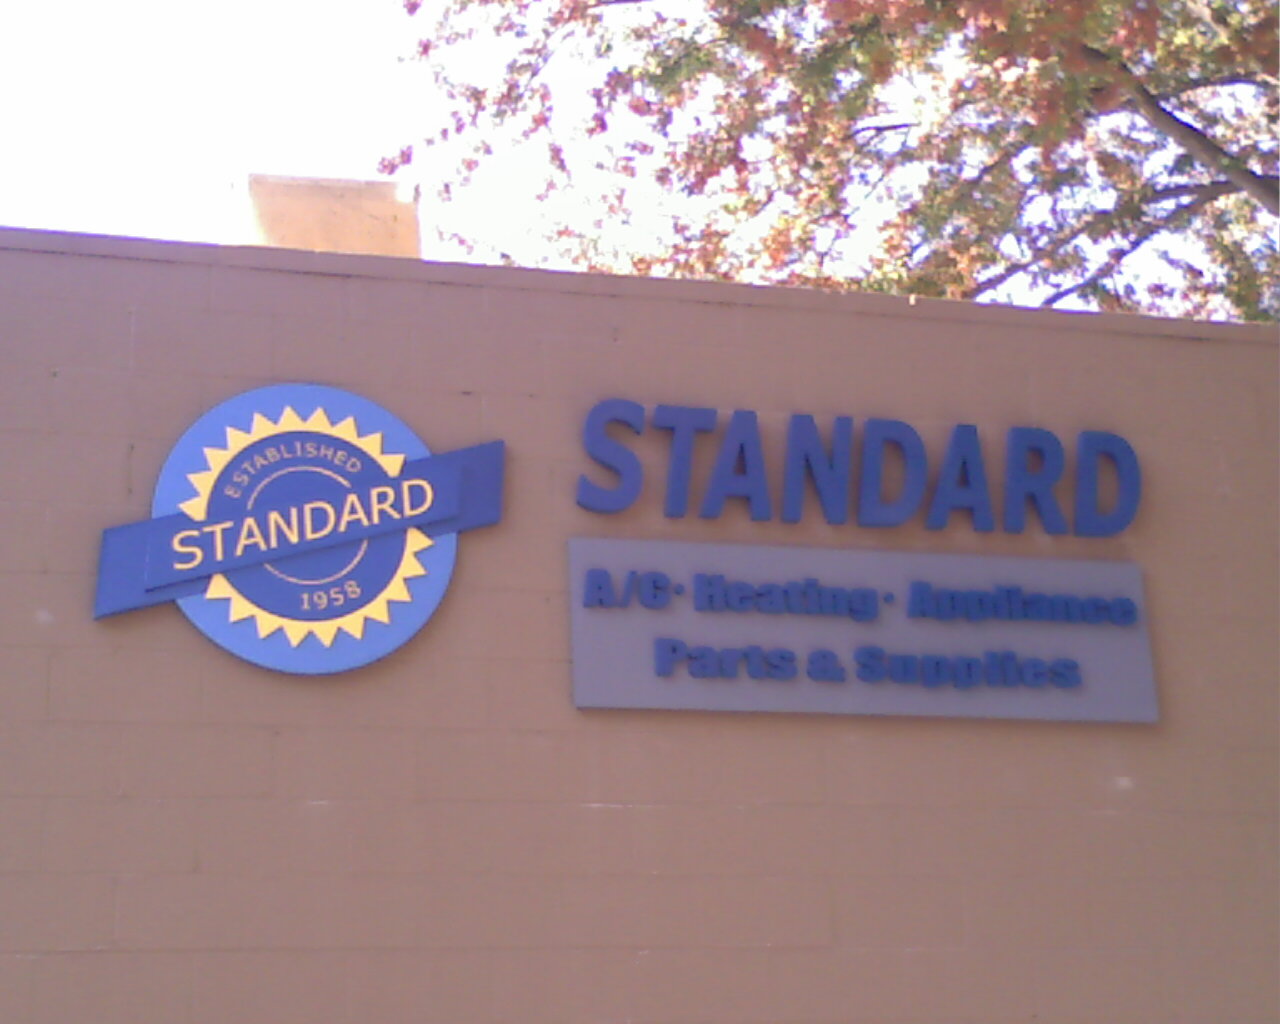 ESTABLISHED
STANDARD
1958
STANDARD
A/C · Heating · Appliance
Parts & Supplies